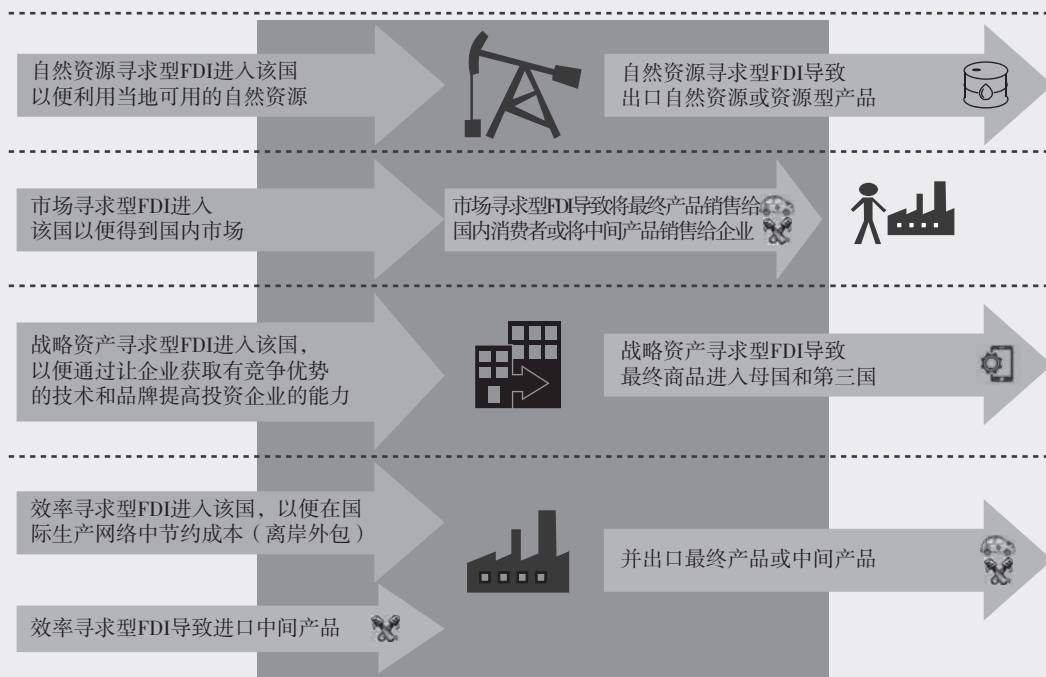 自然资源寻求型FDI进入该国
以便利用当地可用的自然资源
自然资源寻求型FDI导致
出口自然资源或资源型产品
市场寻求型FDI进入
该国以便得到国内市场
市场寻求型FDI导致将最终产品销售给
国内消费者或将中间产品销售给企业
战略资产寻求型FDI进入该国，
以便通过让企业获取有竞争优势
的技术和品牌提高投资企业的能力
战略资产寻求型FDI导致
最终商品进入母国和第三国
效率寻求型FDI进入该国，以便在国
际生产网络中节约成本（离岸外包）
并出口最终产品或中间产品
效率寻求型FDI导致进口中间产品